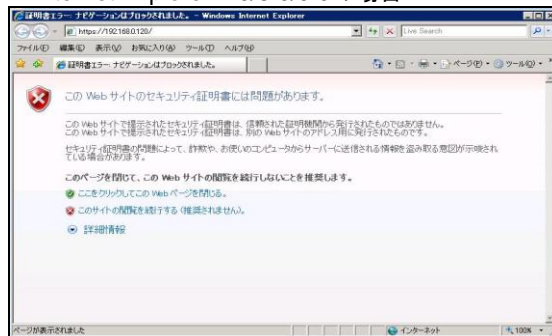 証明書エラー: ナビゲーションはブロックされました。 - Windows Internet Explorer
https://192.168.0.120/
Live Search
ファイル(F) 編集(E) 表示(V) お気に入り(A) ツール(T) ヘルプ(H)
証明書エラー: ナビゲーションはブロックされました。
ページ(P) ツール(O)
この Web サイトのセキュリティ証明書には問題があります。
この Web サイトで提示されたセキュリティ証明書は、信頼された証明機関から発行されたものではありません。
この Web サイトで提示されたセキュリティ証明書は、別の Web サイトのアドレス用に発行されたものです。
セキュリティ証明書の問題によって、詐欺や、お使いのコンピュータからサーバーに送信される情報を盗み取る意図が示唆され
ている場合があります。
このページを閉じて、この Web サイトの閲覧を続行しないことを推奨します。
ここをクリックしてこの Web ページを閉じる。
このサイトの閲覧を続行する (推奨されません)。
詳細情報
ページが表示されました
インターネット
100%